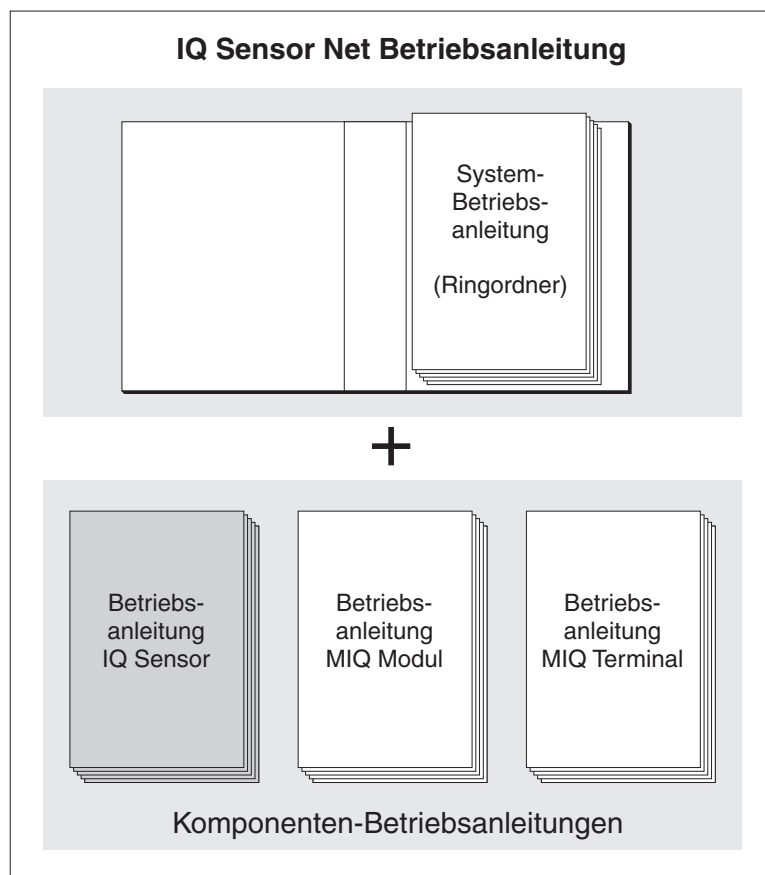 IQ Sensor Net Betriebsanleitung
System-
Betriebs-
anleitung
(Ringordner)
+
Betriebs-
anleitung
IQ Sensor
Betriebs-
anleitung
MIQ Modul
Betriebs-
anleitung
MIQ Terminal
Komponenten-Betriebsanleitungen